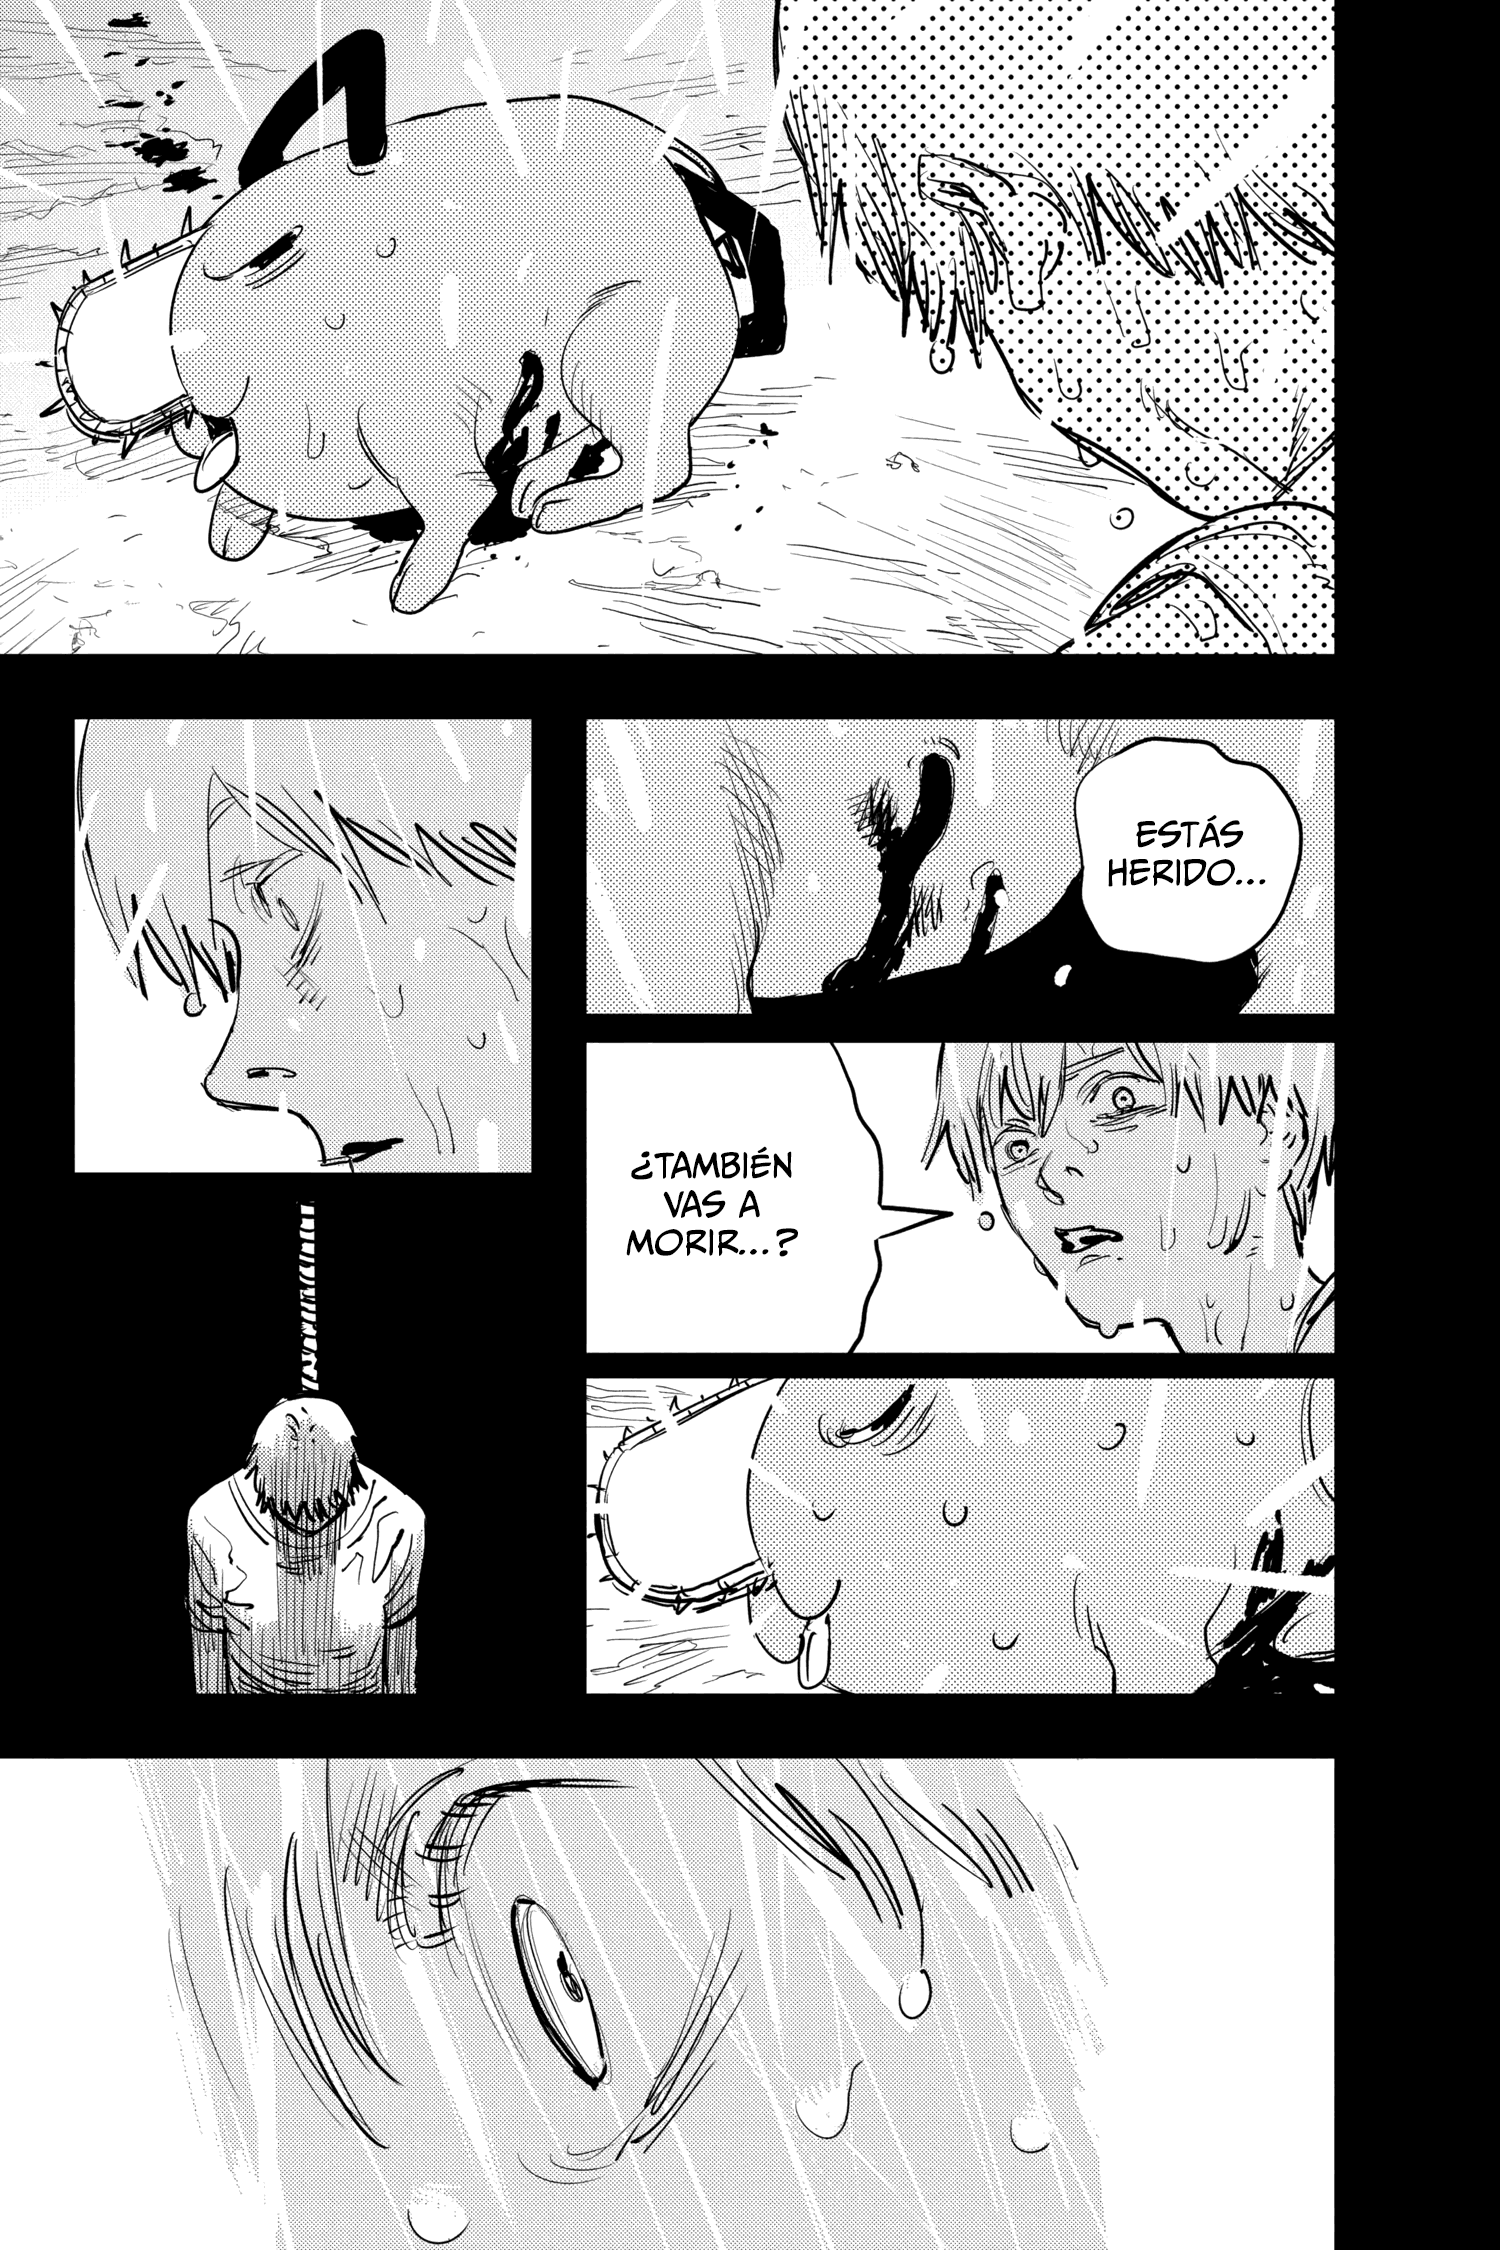 ESTÁS
HERIDO...
¿TAMBIÉN
VAS A
MORIR...?